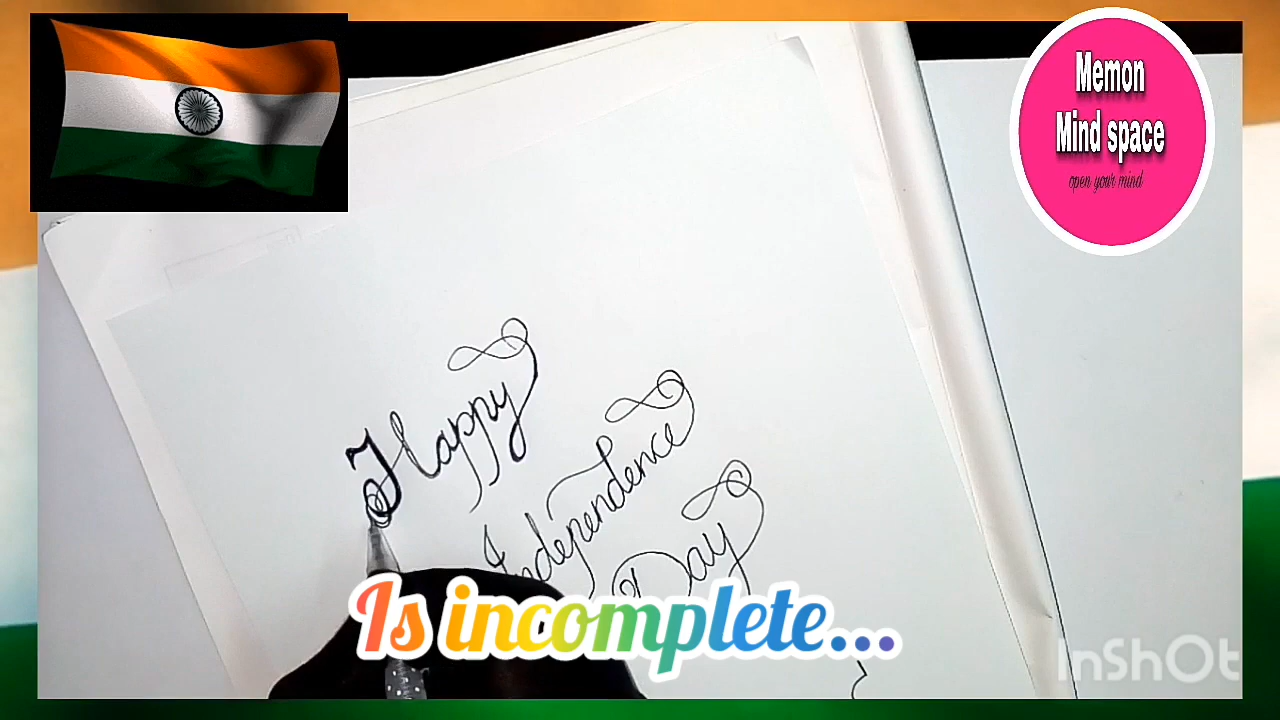 Memon
Mind space
open your mind
Happy
Independence
Day
Is incomplete...
InShOt